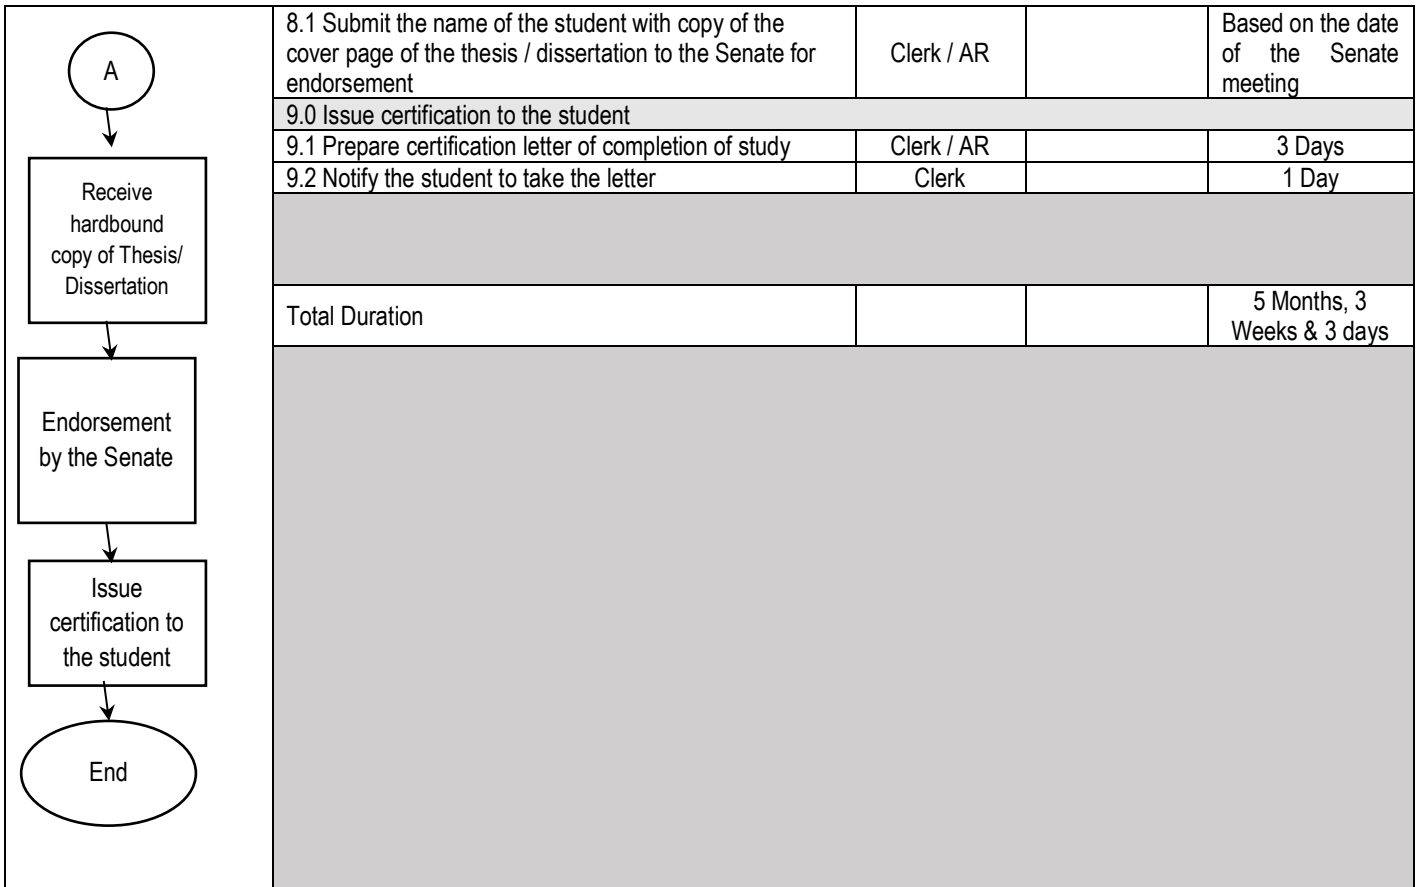 A
Receive
hardbound
copy of Thesis/
Dissertation
Endorsement
by the Senate
Issue
certification to
the student
End
8.1 Submit the name of the student with copy of the
cover page of the thesis / dissertation to the Senate for
endorsement
Clerk / AR
Based on the date
of the Senate
meeting
9.0 Issue certification to the student
9.1 Prepare certification letter of completion of study
Clerk / AR
3 Days
9.2 Notify the student to take the letter
Clerk
1 Day
Total Duration
5 Months, 3
Weeks & 3 days